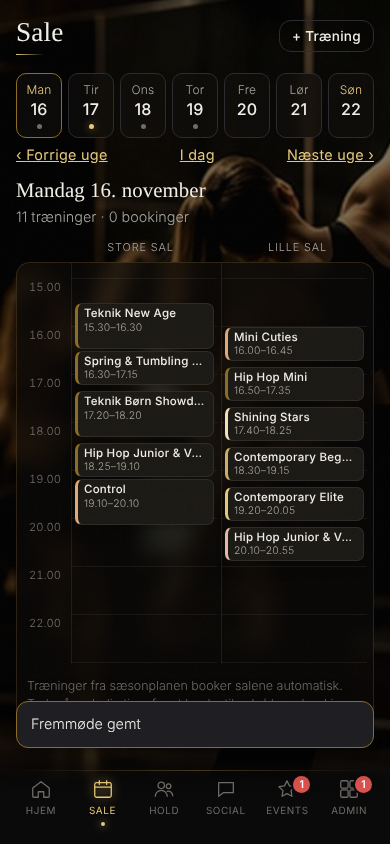 Sale
+ Træning
Man Tir Ons Tor Fre Lør Søn
16 17 18 19 20 21 22
‹ Forrige uge I dag Næste uge ›
Mandag 16. november
11 træninger · 0 bookinger
STORE SAL LILLE SAL
15.00
Teknik New Age
15.30–16.30
16.00
Mini Cuties
16.00–16.45
Spring & Tumbling ...
16.30–17.15
17.00
Hip Hop Mini
16.50–17.35
Teknik Børn Showd...
17.20–18.20
Shining Stars
17.40–18.25
18.00
Hip Hop Junior & V...
18.25–19.10
Contemporary Beg...
18.30–19.15
19.00
Control
19.10–20.10
Contemporary Elite
19.20–20.05
20.00
Hip Hop Junior & V...
20.10–20.55
21.00
22.00
Træninger fra sæsonplanen booker salene automatisk.
Fremmøde gemt
1 1
HJEM SALE HOLD SOCIAL EVENTS ADMIN